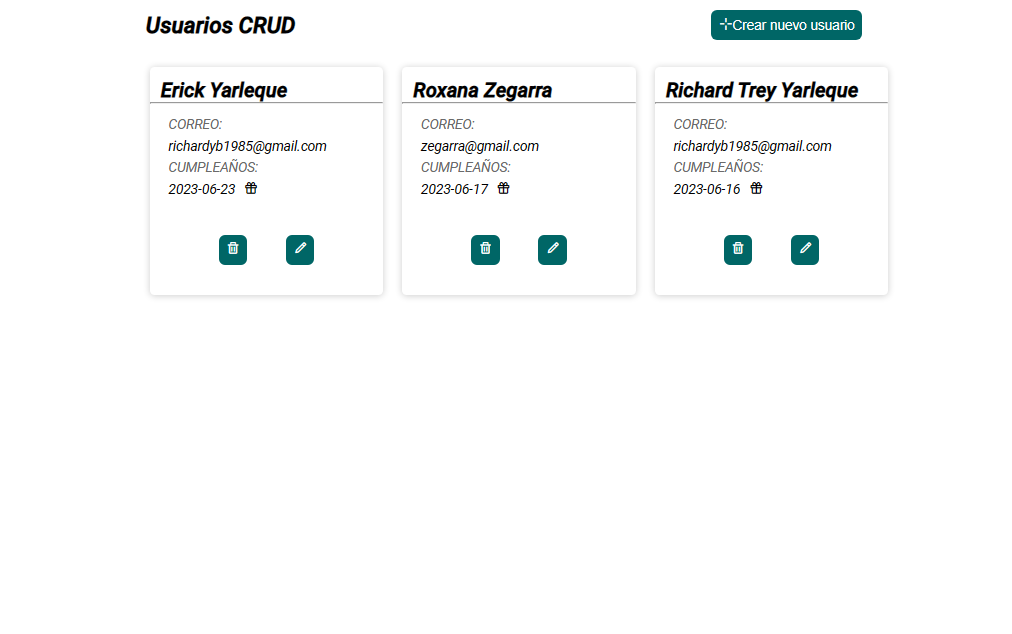 Usuarios CRUD
Crear nuevo usuario
Erick Yarleque
CORREO:
richardyb1985@gmail.com
CUMPLEAÑOS:
2023-06-23
Roxana Zegarra
CORREO:
zegarra@gmail.com
CUMPLEAÑOS:
2023-06-17
Richard Trey Yarleque
CORREO:
richardyb1985@gmail.com
CUMPLEAÑOS:
2023-06-16